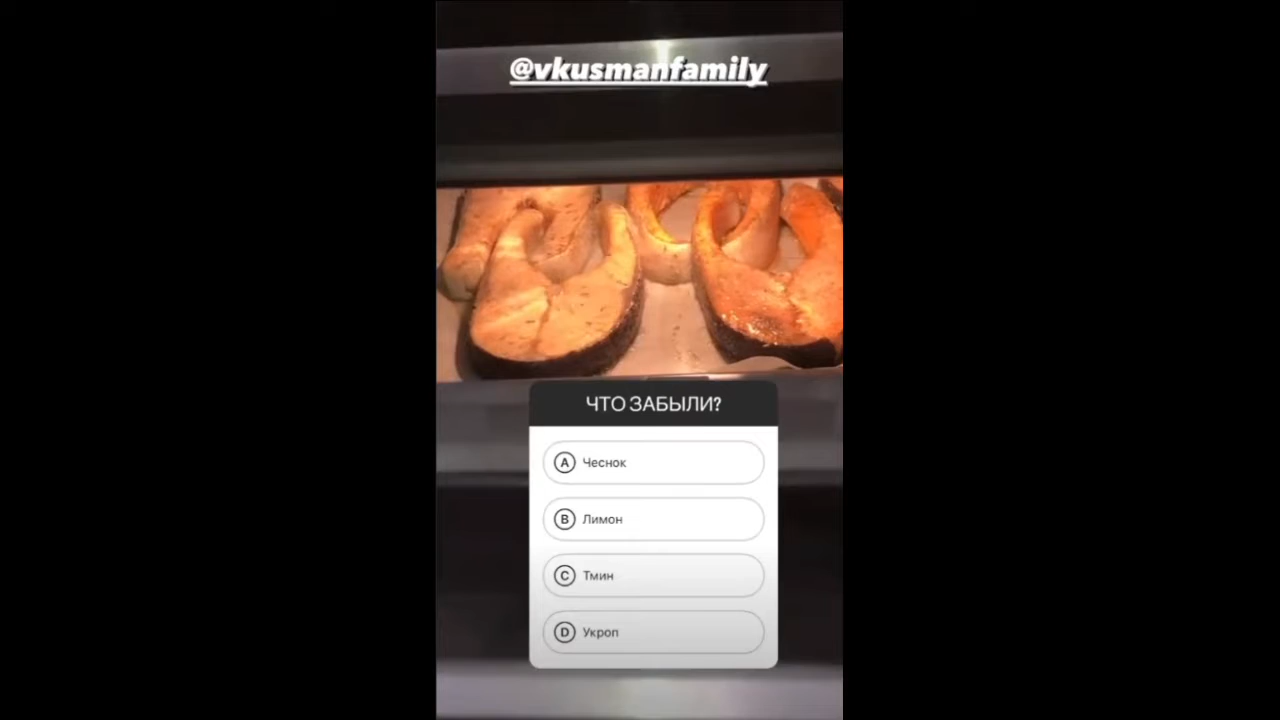 @vkusmanfamily
ЧТО ЗАБЫЛИ?
A Чеснок
B Лимон
C Тмин
D Укроп